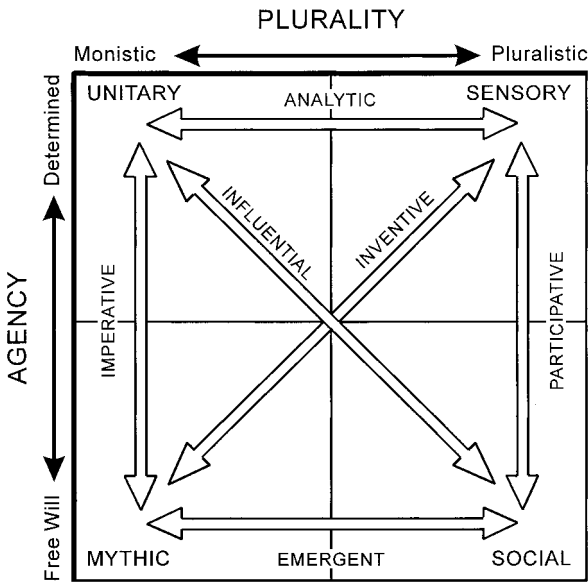 PLURALITY
Monistic
Pluralistic
UNITARY
ANALYTIC
SENSORY
Determined
INFLUENTIAL
INVENTIVE
AGENCY
IMPERATIVE
PARTICIPATIVE
Free Will
MYTHIC
EMERGENT
SOCIAL